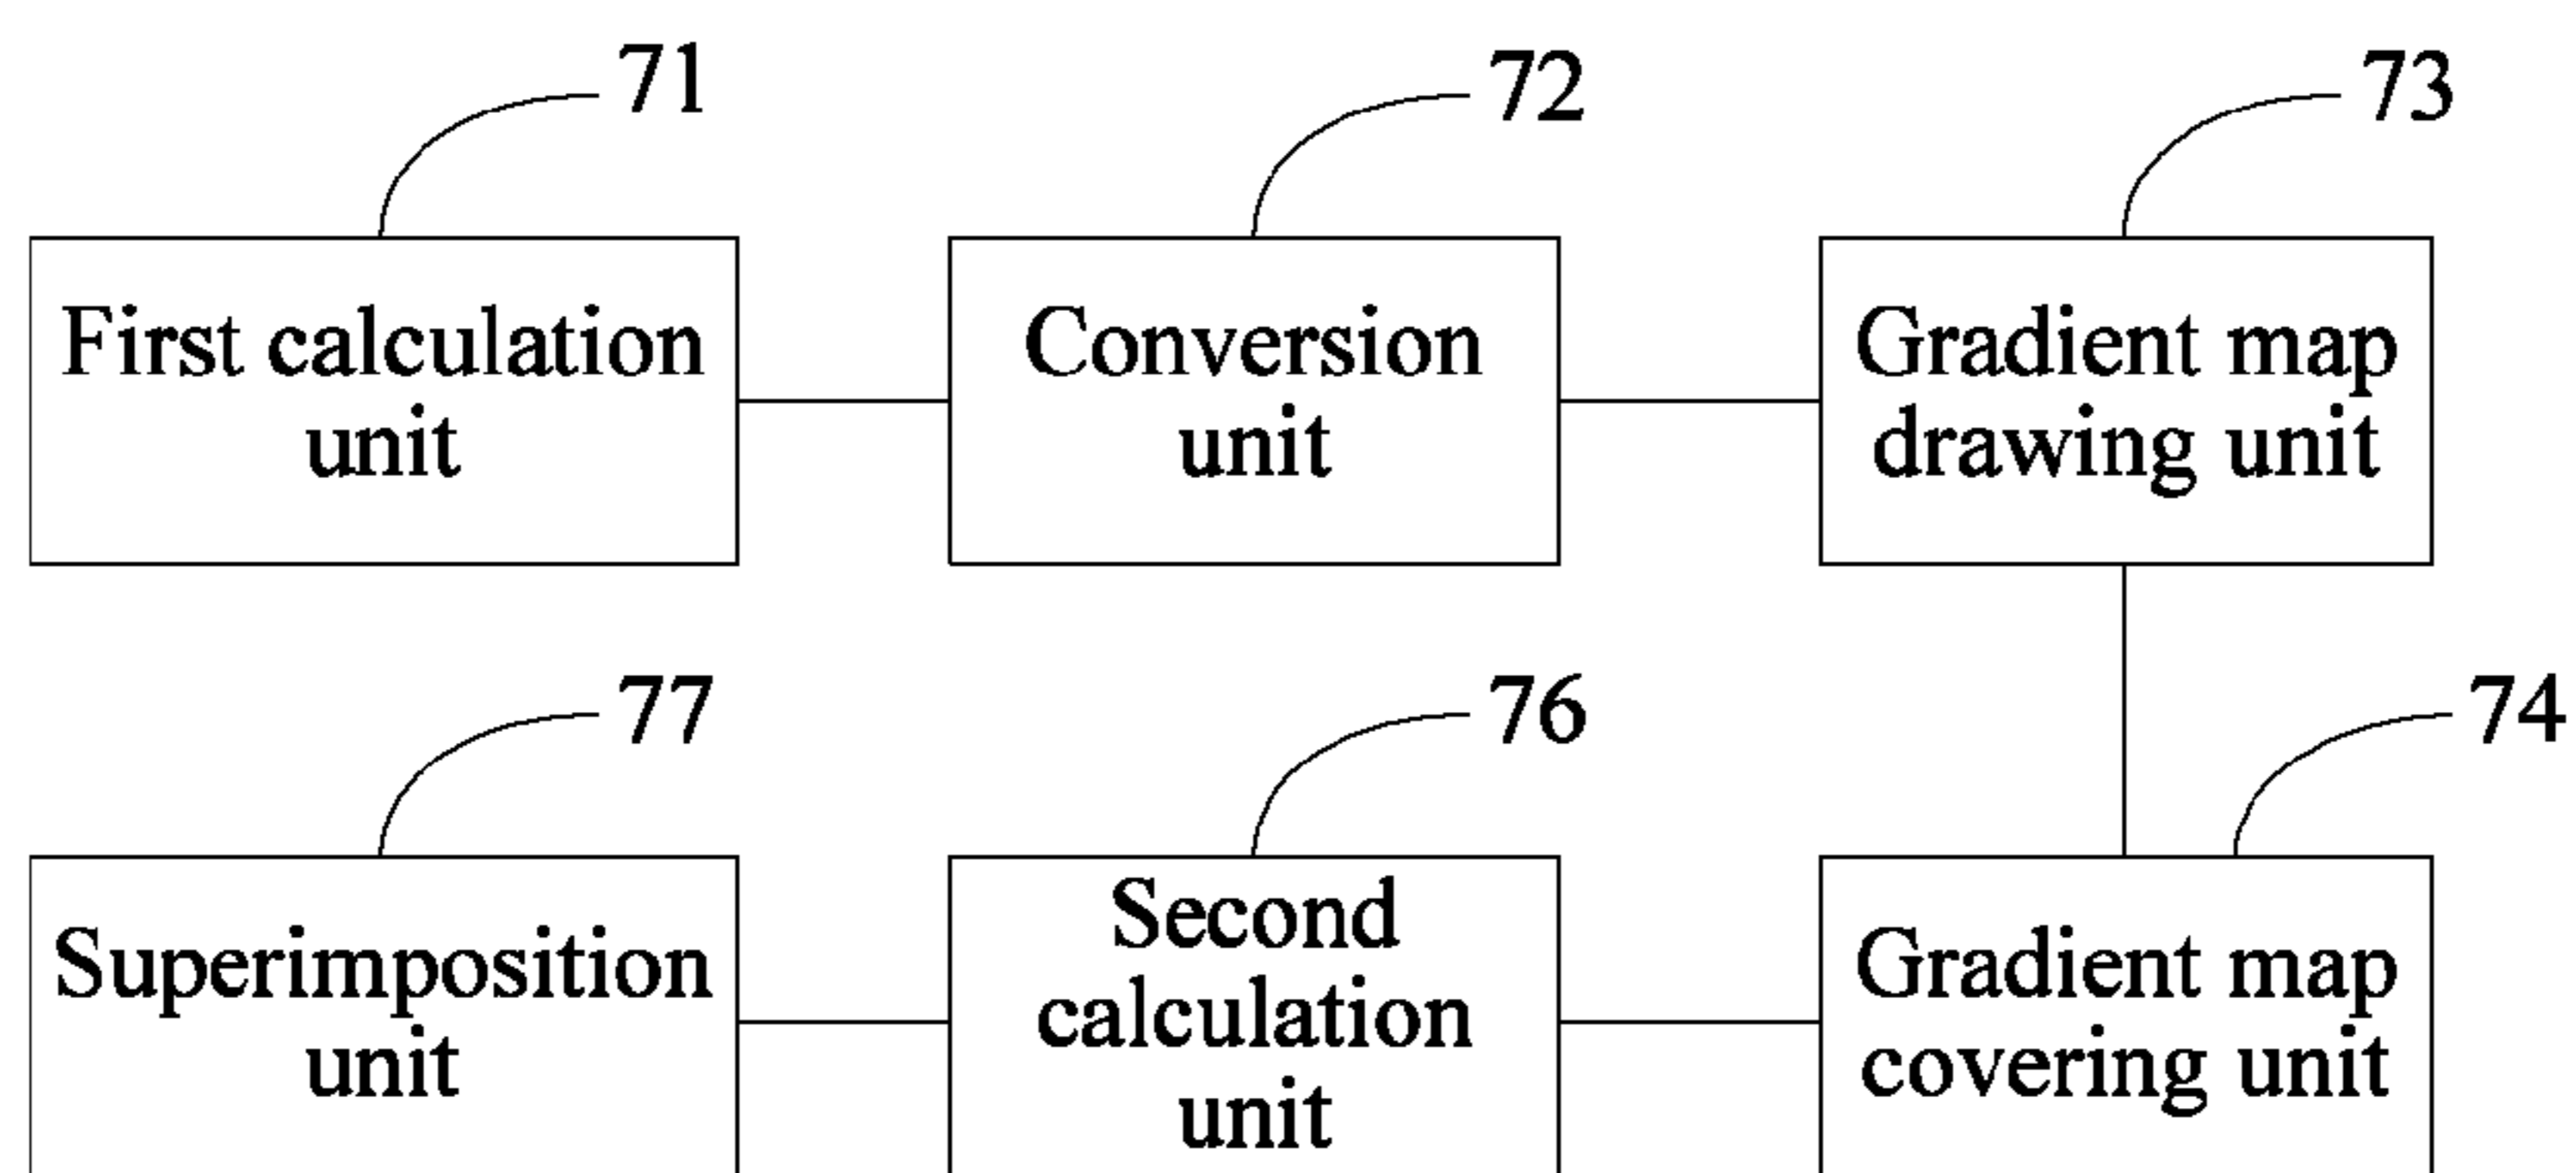 71
72
73
First calculation
unit
Conversion
unit
Gradient map
drawing unit
77
76
74
Superimposition
unit
Second
calculation
unit
Gradient map
covering unit